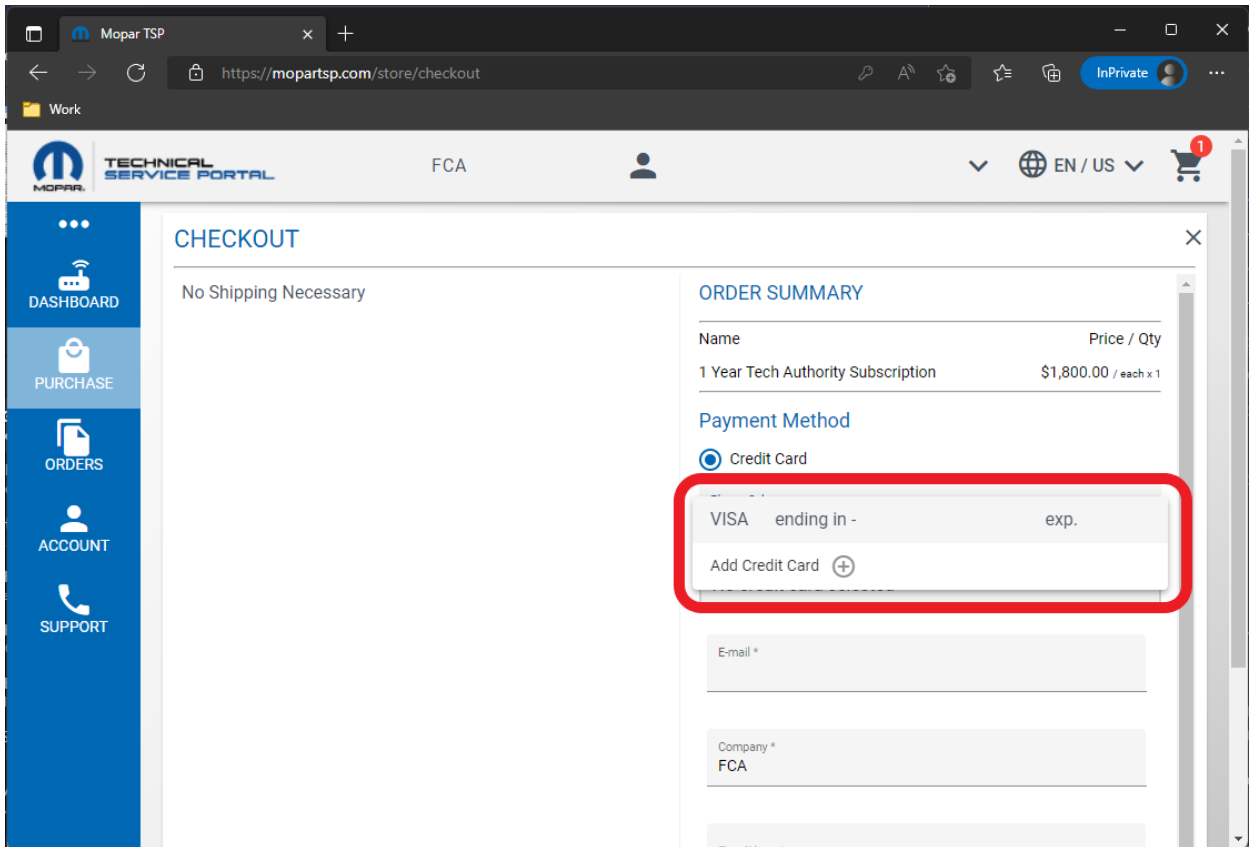 Mopar TSP
https://mopartsp.com/store/checkout
InPrivate
Work
MOPAR.
TECHNICAL
SERVICE PORTAL
FCA
EN / US
1
DASHBOARD
PURCHASE
ORDERS
ACCOUNT
SUPPORT
CHECKOUT
No Shipping Necessary
ORDER SUMMARY
Name Price / Qty
1 Year Tech Authority Subscription $1,800.00 / each x 1
Payment Method
Credit Card
VISA ending in - exp.
Add Credit Card
E-mail *
Company *
FCA